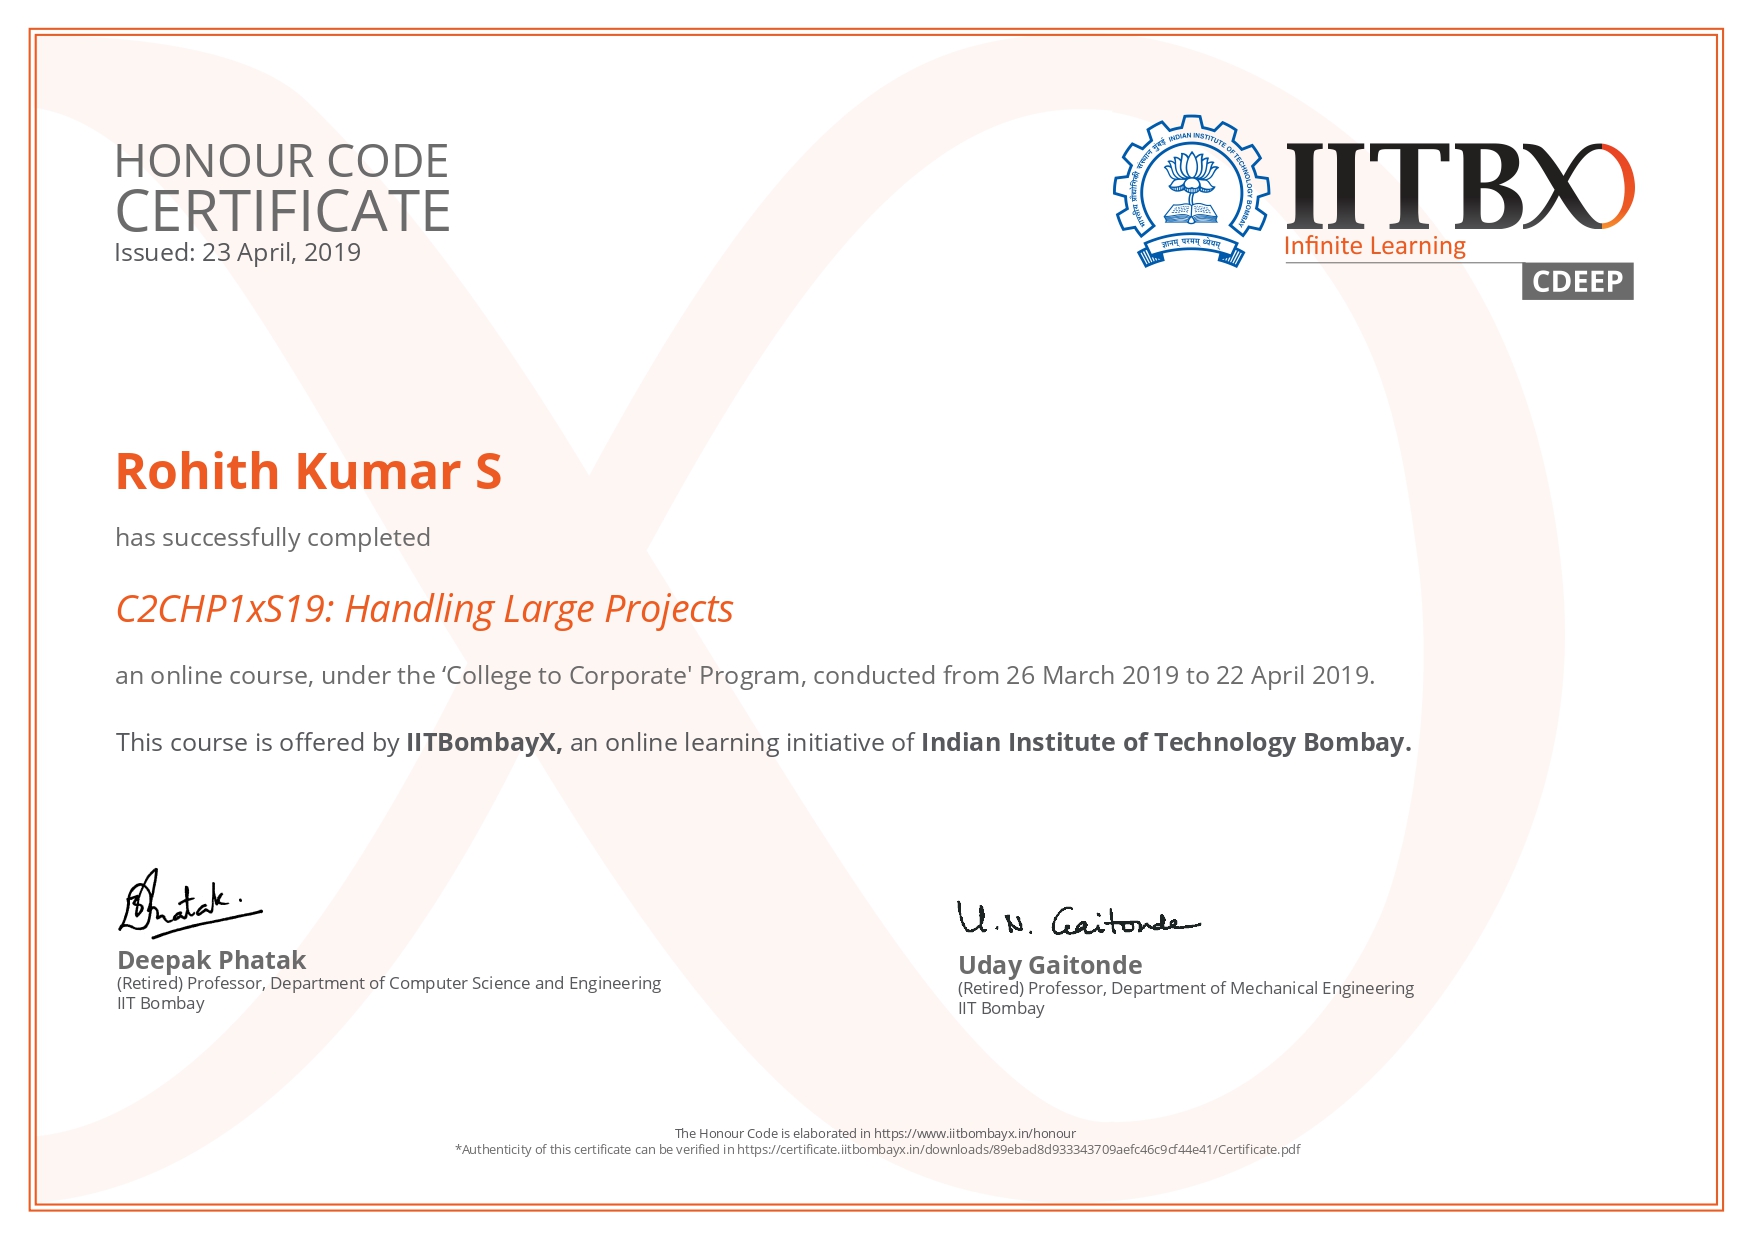 HONOUR CODE
CERTIFICATE
Issued: 23 April, 2019
भारतीय प्रौद्योगिकी संस्थान मुंबई INDIAN INSTITUTE OF TECHNOLOGY BOMBAY
ज्ञानम् परमम् ध्येयम्
IITBX
Infinite Learning
CDEEP
Rohith Kumar S
has successfully completed
C2CHP1xS19: Handling Large Projects
an online course, under the ‘College to Corporate' Program, conducted from 26 March 2019 to 22 April 2019.
This course is offered by IITBombayX, an online learning initiative of Indian Institute of Technology Bombay.
Phatak.
Deepak Phatak
(Retired) Professor, Department of Computer Science and Engineering
IIT Bombay
U. N. Gaitonde
Uday Gaitonde
(Retired) Professor, Department of Mechanical Engineering
IIT Bombay
The Honour Code is elaborated in https://www.iitbombayx.in/honour
*Authenticity of this certificate can be verified in https://certificate.iitbombayx.in/downloads/89ebad8d933343709aefc46c9cf44e41/Certificate.pdf